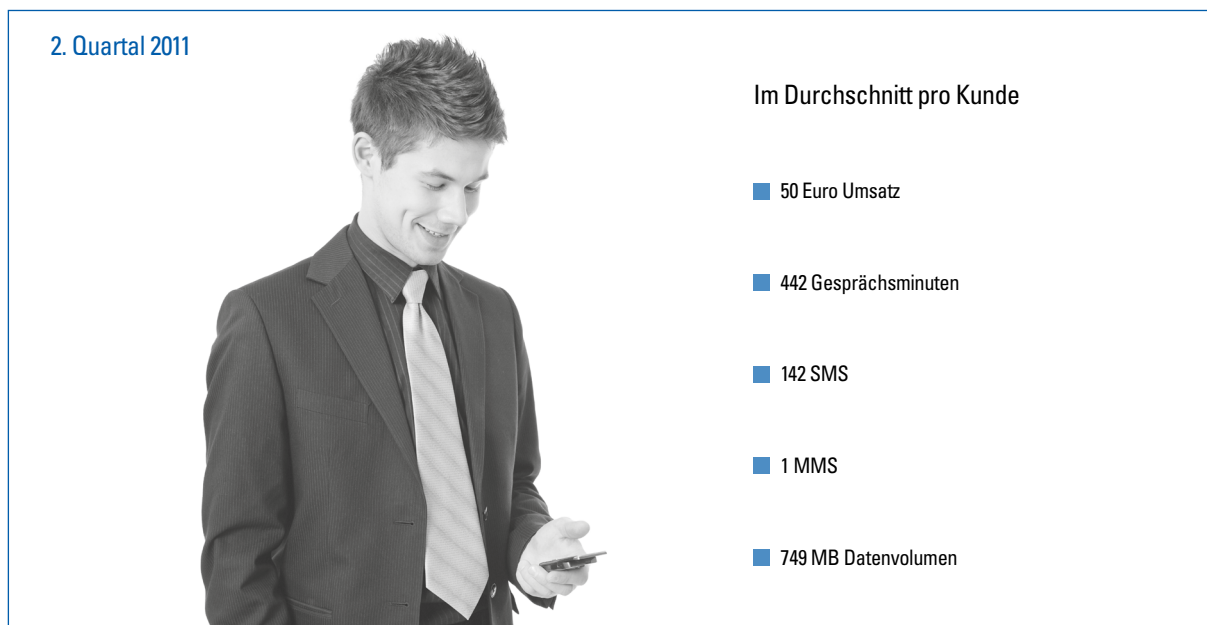 2. Quartal 2011
Im Durchschnitt pro Kunde
50 Euro Umsatz
442 Gesprächsminuten
142 SMS
1 MMS
749 MB Datenvolumen